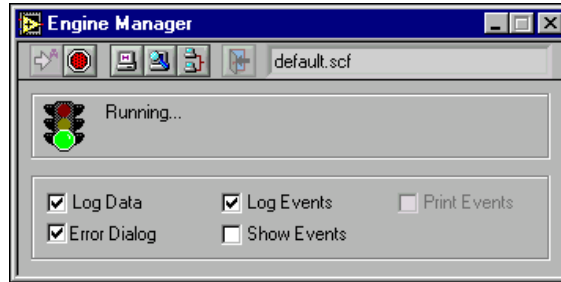 Engine Manager
default.scf
Running...
Log Data Log Events Print Events
Error Dialog Show Events